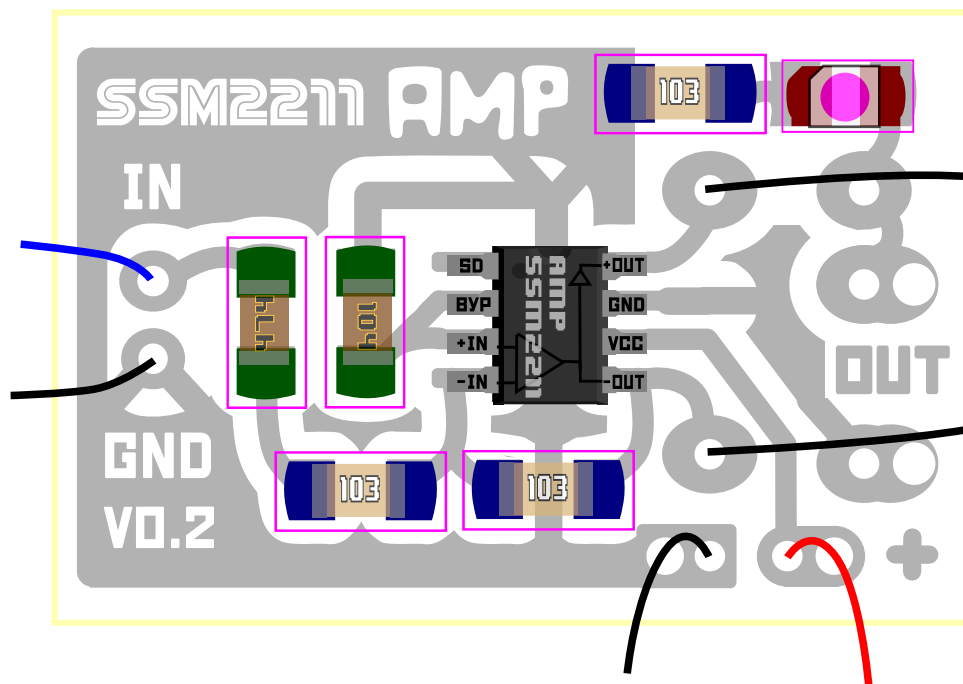 SSM2211 AMP
103
IN
SD
BYP
+IN
-IN
AMP
SSM2211
+OUT
GND
VCC
-OUT
474
104
OUT
GND
V0.2
103
103
+